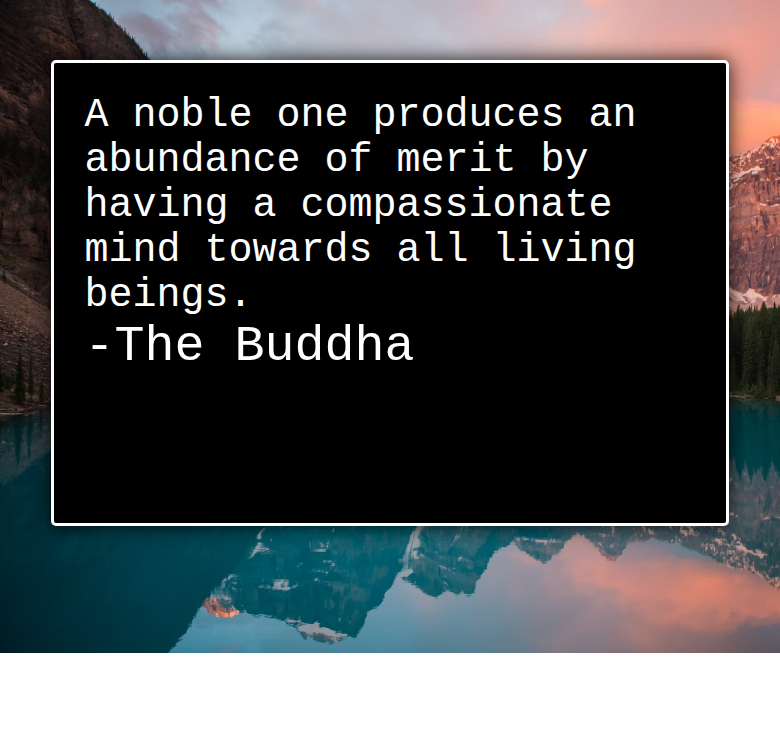 A noble one produces an
abundance of merit by
having a compassionate
mind towards all living
beings.
-The Buddha